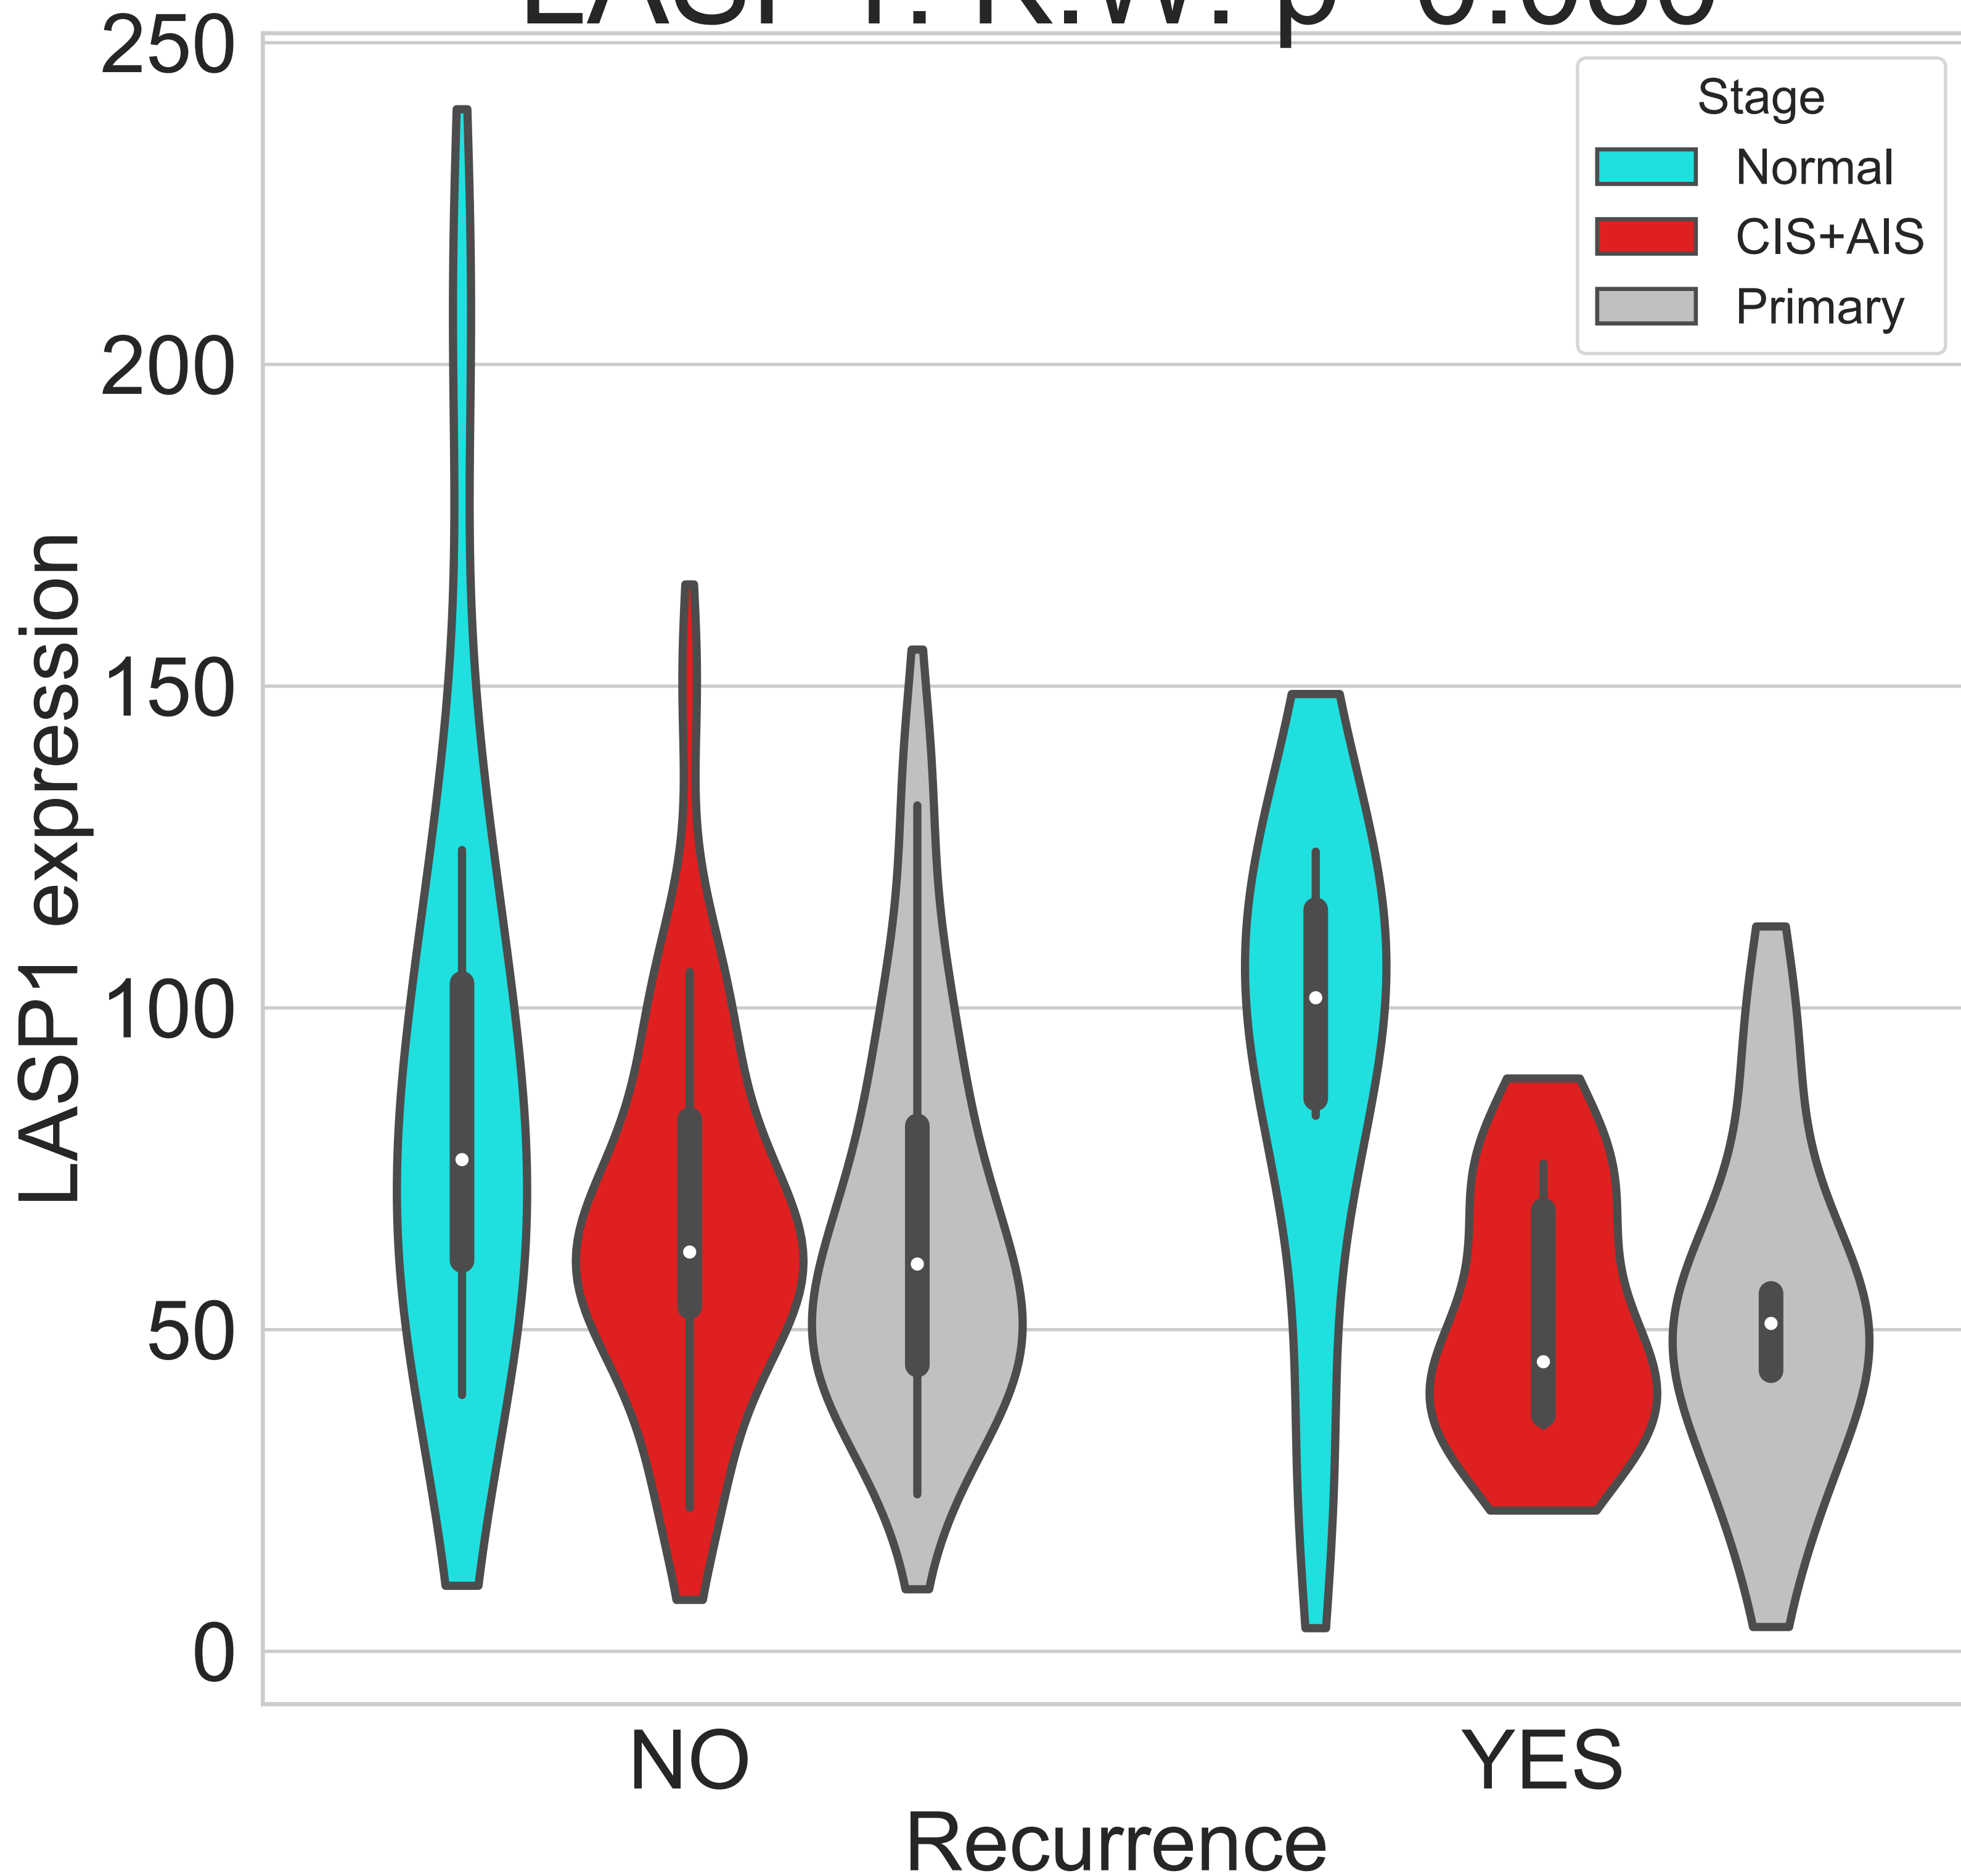 250
Stage
Normal
CIS+AIS
Primary
200
150
100
50
0
LASP1 expression
NO YES
Recurrence